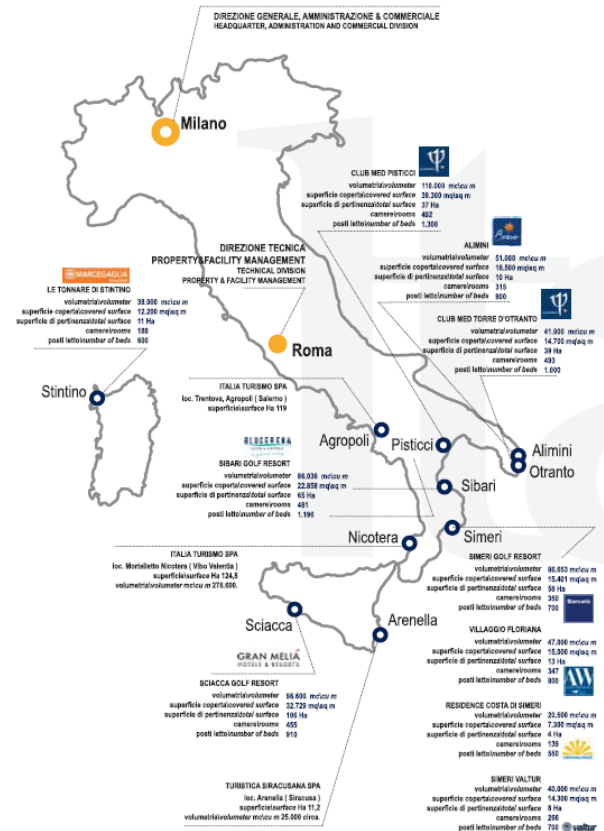 DIREZIONE GENERALE, AMMINISTRAZIONE & COMMERCIALE
HEADQUARTER, ADMINISTRATION AND COMMERCIAL DIVISION
Milano
CLUB MED PISTICCI
volumetria\volumeter 110.000 mc\cu m
superficie coperta\covered surface 39.300 mq\sq m
superficie di pertinenza\total surface 37 Ha
camere\rooms 492
posti letto\number of beds 1.300
DIREZIONE TECNICA
PROPERTY&FACILITY MANAGEMENT
TECHNICAL DIVISION
PROPERTY & FACILITY MANAGEMENT
Bravo
ALIMINI
volumetria\volumeter 51.000 mc\cu m
superficie coperta\covered surface 18.500 mq\sq m
superficie di pertinenza\total surface 10 Ha
camere\rooms 315
posti letto\number of beds 800
MARCEGAGLIA
LE TONNARE DI STINTINO
volumetria\volumeter 39.000 mc\cu m
superficie coperta\covered surface 12.200 mq\sq m
superficie di pertinenza\total surface 11 Ha
camere\rooms 188
posti letto\number of beds 600
CLUB MED TORRE D'OTRANTO
volumetria\volumeter 41.000 mc\cu m
superficie coperta\covered surface 14.700 mq\sq m
superficie di pertinenza\total surface 39 Ha
camere\rooms 493
posti letto\number of beds 1.000
Roma
Stintino
ITALIA TURISMO SPA
loc. Trentova, Agropoli ( Salerno )
superficie\surface Ha 119
Agropoli
Pisticci
Alimini
Otranto
BLUSERENA
SIBARI GOLF RESORT
volumetria\volumeter 86.036 mc\cu m
superficie coperta\covered surface 22.858 mq\sq m
superficie di pertinenza\total surface 65 Ha
camere\rooms 461
posti letto\number of beds 1.196
Sibari
Nicotera
Simeri
ITALIA TURISMO SPA
loc. Mortelletto Nicotera ( Vibo Valentia )
superficie\surface Ha 124,8
volumetria\volumeter mc\cu m 278.600.
SIMERI GOLF RESORT
volumetria\volumeter 86.653 mc\cu m
superficie coperta\covered surface 15.401 mq\sq m
superficie di pertinenza\total surface 58 Ha
camere\rooms 350
posti letto\number of beds 700
Barceló
Sciacca
Arenella
VILLAGGIO FLORIANA
volumetria\volumeter 47.000 mc\cu m
superficie coperta\covered surface 15.000 mq\sq m
superficie di pertinenza\total surface 13 Ha
camere\rooms 347
posti letto\number of beds 800
GRAN MELIÁ
HOTELS & RESORTS
SCIACCA GOLF RESORT
volumetria\volumeter 98.600 mc\cu m
superficie coperta\covered surface 32.729 mq\sq m
superficie di pertinenza\total surface 106 Ha
camere\rooms 455
posti letto\number of beds 910
RESIDENCE COSTA DI SIMERI
volumetria\volumeter 20.500 mc\cu m
superficie coperta\covered surface 7.300 mq\sq m
superficie di pertinenza\total surface 4 Ha
camere\rooms 139
posti letto\number of beds 550
TURISTICA SIRACUSANA SPA
loc. Arenella ( Siracusa )
superficie\surface Ha 11,2
volumetria\volumeter mc\cu m 25.000 circa.
SIMERI VALTUR
volumetria\volumeter 40.000 mc\cu m
superficie coperta\covered surface 14.300 mq\sq m
superficie di pertinenza\total surface 8 Ha
camere\rooms 266
posti letto\number of beds 700
valtur